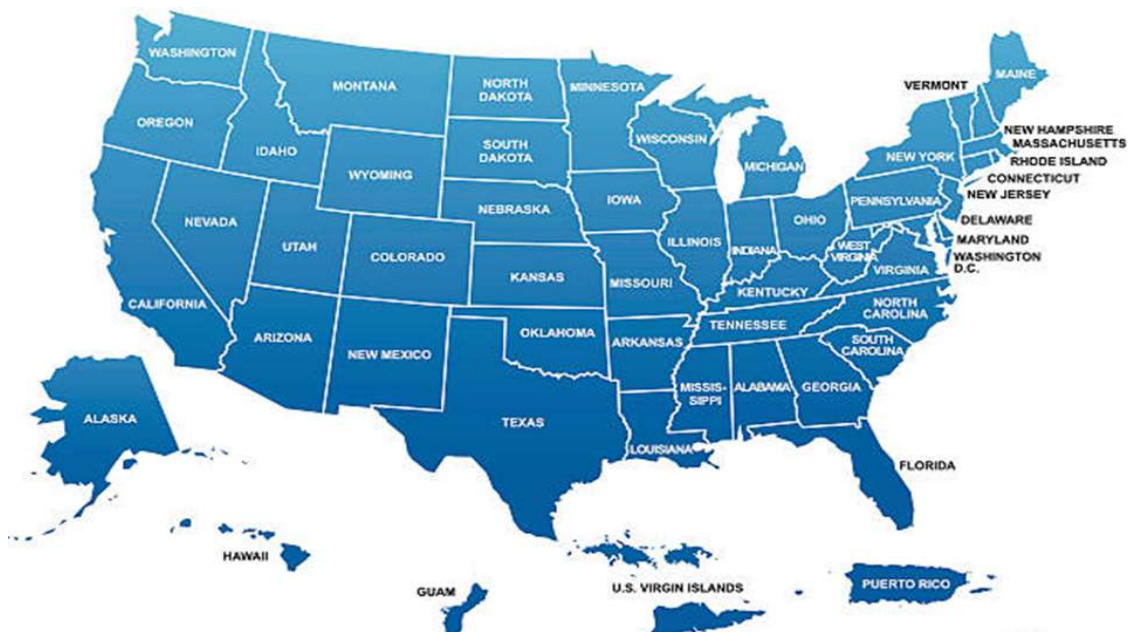 WASHINGTON
MONTANA
NORTH
DAKOTA
MINNESOTA
VERMONT
MAINE
OREGON
IDAHO
SOUTH
DAKOTA
WISCONSIN
MICHIGAN
NEW YORK
NEW HAMPSHIRE
MASSACHUSETTS
RHODE ISLAND
CONNECTICUT
NEW JERSEY
WYOMING
NEBRASKA
IOWA
PENNSYLVANIA
DELAWARE
MARYLAND
WASHINGTON
D.C.
NEVADA
UTAH
COLORADO
KANSAS
MISSOURI
ILLINOIS
INDIANA
OHIO
WEST
VIRGINIA
VIRGINIA
KENTUCKY
CALIFORNIA
ARIZONA
NEW MEXICO
OKLAHOMA
ARKANSAS
TENNESSEE
NORTH
CAROLINA
SOUTH
CAROLINA
TEXAS
LOUISIANA
MISSIS-
SIPPI
ALABAMA
GEORGIA
FLORIDA
ALASKA
HAWAII
GUAM
U.S. VIRGIN ISLANDS
PUERTO RICO